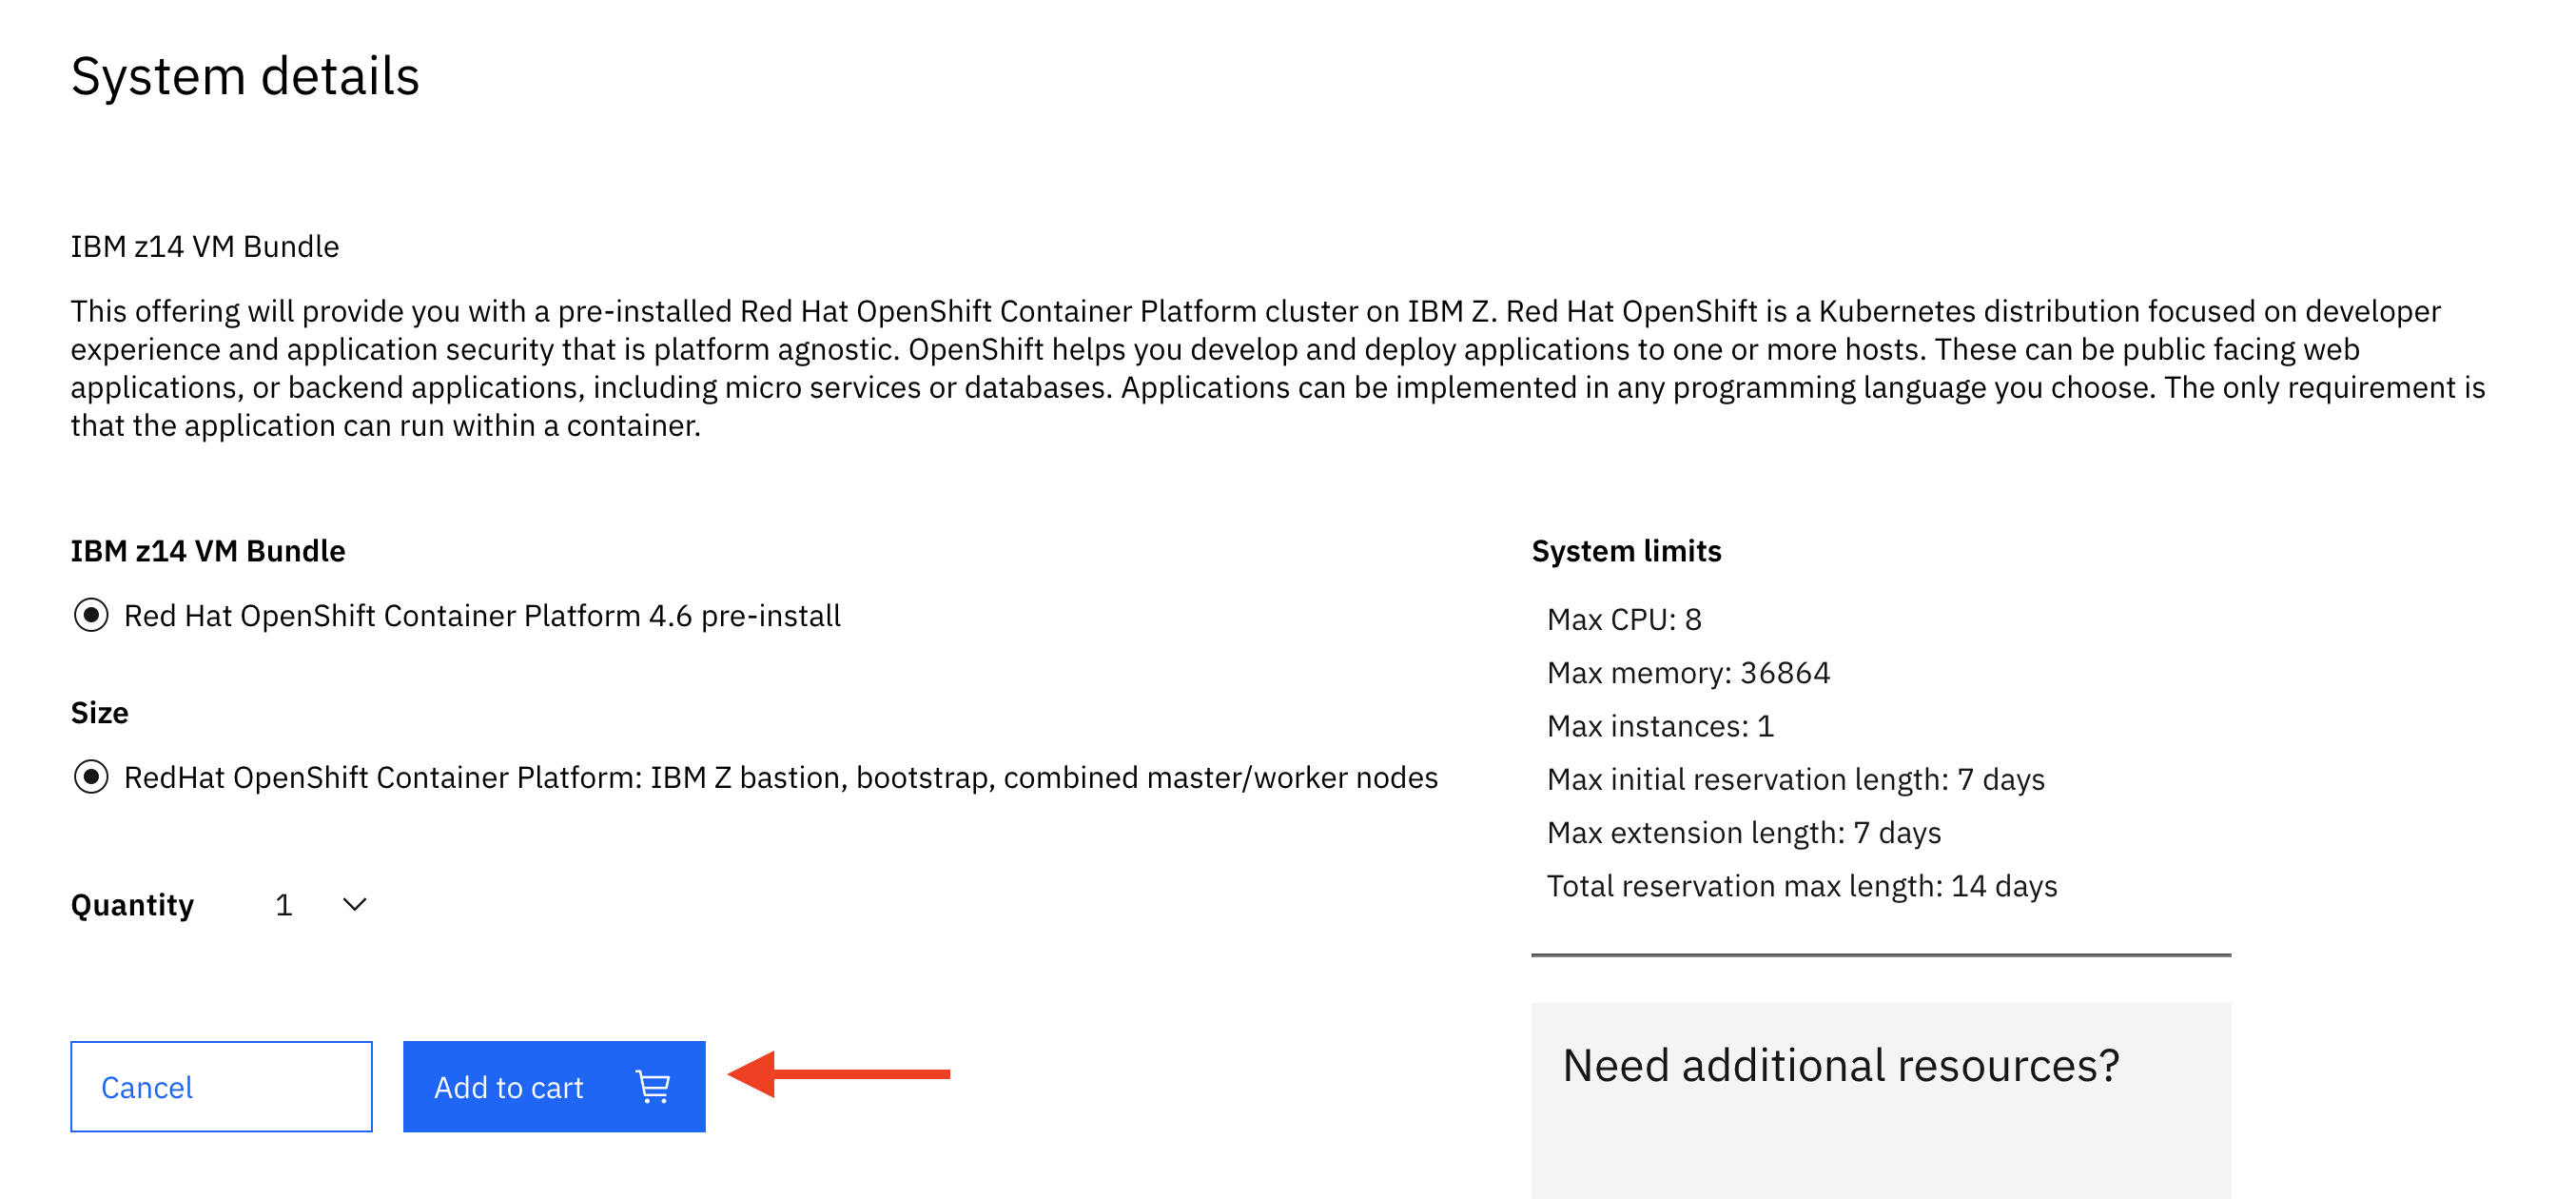 System details
IBM z14 VM Bundle
This offering will provide you with a pre-installed Red Hat OpenShift Container Platform cluster on IBM Z. Red Hat OpenShift is a Kubernetes distribution focused on developer
experience and application security that is platform agnostic. OpenShift helps you develop and deploy applications to one or more hosts. These can be public facing web
applications, or backend applications, including micro services or databases. Applications can be implemented in any programming language you choose. The only requirement is
that the application can run within a container.
IBM z14 VM Bundle
Red Hat OpenShift Container Platform 4.6 pre-install
Size
RedHat OpenShift Container Platform: IBM Z bastion, bootstrap, combined master/worker nodes
Quantity 1
Cancel
Add to cart
System limits
Max CPU: 8
Max memory: 36864
Max instances: 1
Max initial reservation length: 7 days
Max extension length: 7 days
Total reservation max length: 14 days
Need additional resources?